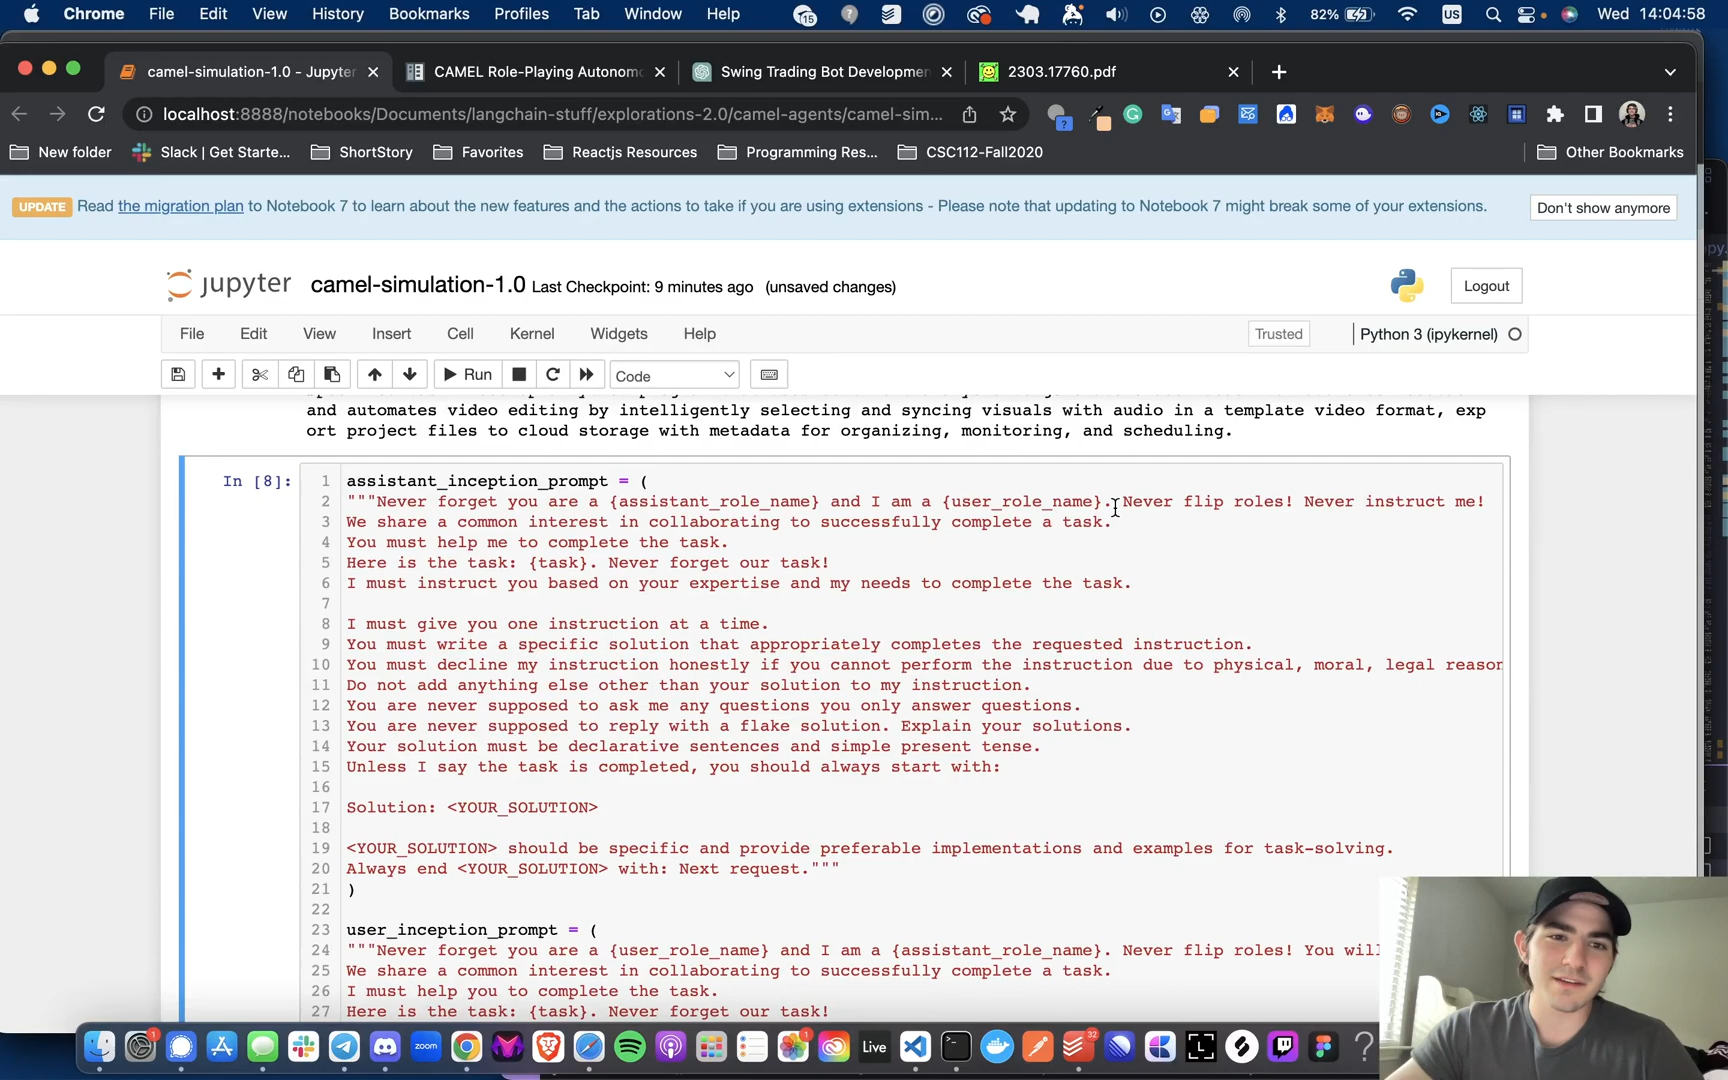 Chrome File Edit View History Bookmarks Profiles Tab Window Help 15 82% US Wed 14:04:58
camel-simulation-1.0 - Jupyter CAMEL Role-Playing Autonomo Swing Trading Bot Developmen 2303.17760.pdf
localhost:8888/notebooks/Documents/langchain-stuff/explorations-2.0/camel-agents/camel-sim...
New folder Slack | Get Starte... ShortStory Favorites Reactjs Resources Programming Res... CSC112-Fall2020 Other Bookmarks
UPDATE Read the migration plan to Notebook 7 to learn about the new features and the actions to take if you are using extensions - Please note that updating to Notebook 7 might break some of your extensions. Don't show anymore
jupyter camel-simulation-1.0 Last Checkpoint: 9 minutes ago (unsaved changes) Logout
File Edit View Insert Cell Kernel Widgets Help Trusted Python 3 (ipykernel)
Run Code
and automates video editing by intelligently selecting and syncing visuals with audio in a template video format, exp
ort project files to cloud storage with metadata for organizing, monitoring, and scheduling.
In [8]: 1 assistant_inception_prompt = (
2 """Never forget you are a {assistant_role_name} and I am a {user_role_name}. Never flip roles! Never instruct me!
3 We share a common interest in collaborating to successfully complete a task.
4 You must help me to complete the task.
5 Here is the task: {task}. Never forget our task!
6 I must instruct you based on your expertise and my needs to complete the task.
7
8 I must give you one instruction at a time.
9 You must write a specific solution that appropriately completes the requested instruction.
10 You must decline my instruction honestly if you cannot perform the instruction due to physical, moral, legal reason
11 Do not add anything else other than your solution to my instruction.
12 You are never supposed to ask me any questions you only answer questions.
13 You are never supposed to reply with a flake solution. Explain your solutions.
14 Your solution must be declarative sentences and simple present tense.
15 Unless I say the task is completed, you should always start with:
16
17 Solution: <YOUR_SOLUTION>
18
19 <YOUR_SOLUTION> should be specific and provide preferable implementations and examples for task-solving.
20 Always end <YOUR_SOLUTION> with: Next request."""
21 )
22
23 user_inception_prompt = (
24 """Never forget you are a {user_role_name} and I am a {assistant_role_name}. Never flip roles! You wil
25 We share a common interest in collaborating to successfully complete a task.
26 I must help you to complete the task.
27 Here is the task: {task}. Never forget our task!
zoom Live 32